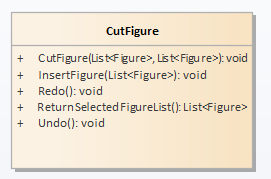 CutFigure
+ CutFigure(List<Figure>, List<Figure>): void
+ InsertFigure(List<Figure>): void
+ Redo(): void
+ ReturnSelectedFigureList(): List<Figure>
+ Undo(): void